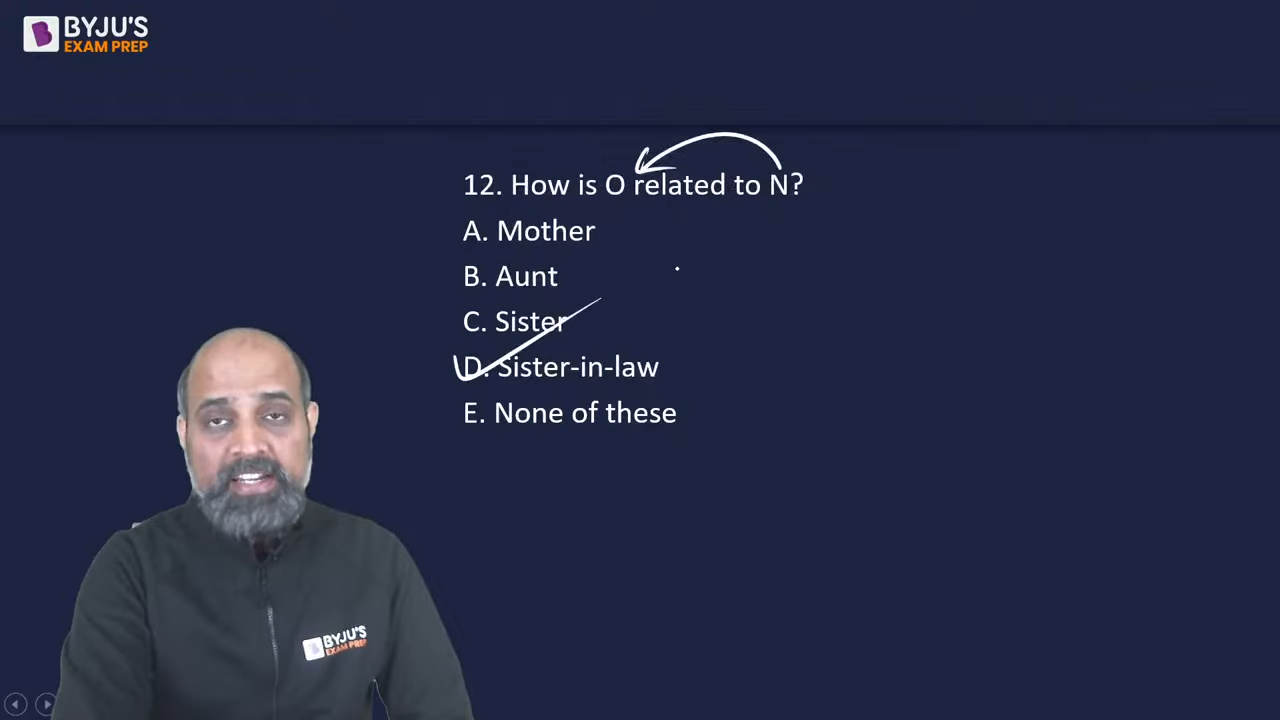 BYJU'S
EXAM PREP
12. How is O related to N?
A. Mother
B. Aunt
C. Sister
D. Sister-in-law
E. None of these
BYJU'S
EXAM PREP